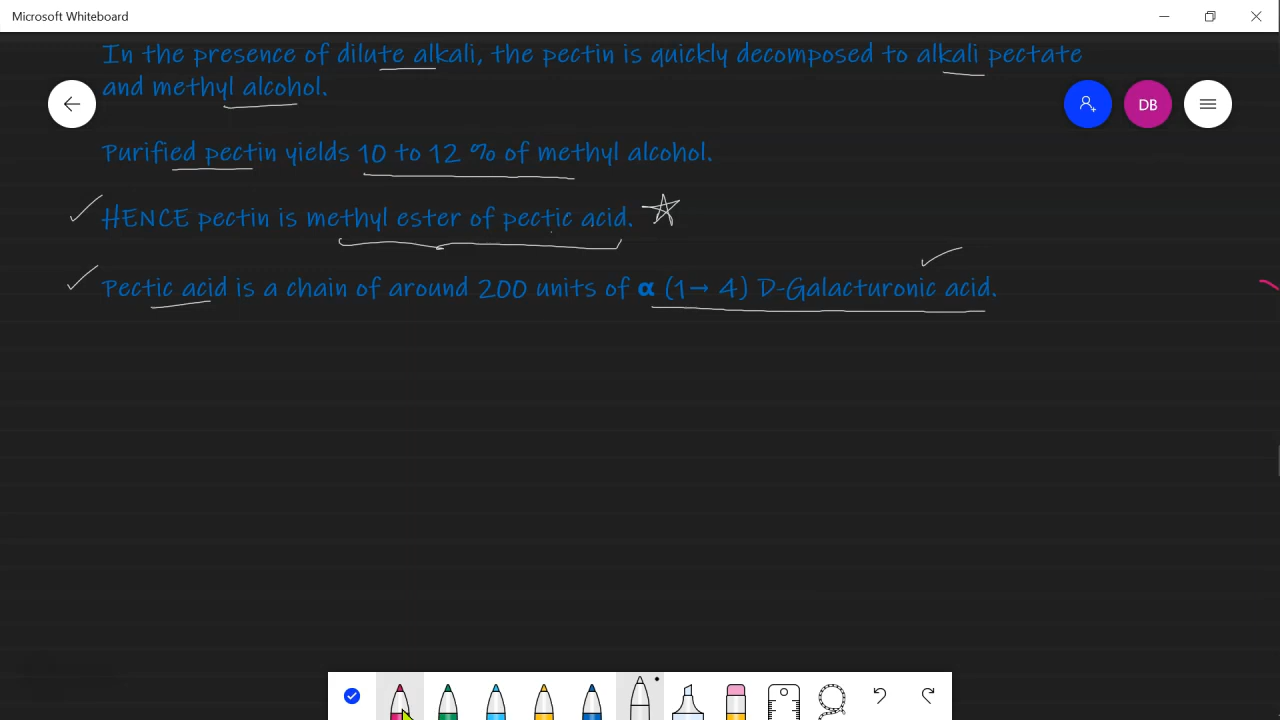 Microsoft Whiteboard
In the presence of dilute alkali, the pectin is quickly decomposed to alkali pectate
and methyl alcohol.
DB
Purified pectin yields 10 to 12 % of methyl alcohol.
HENCE pectin is methyl ester of pectic acid.
Pectic acid is a chain of around 200 units of α (1→ 4) D-Galacturonic acid.